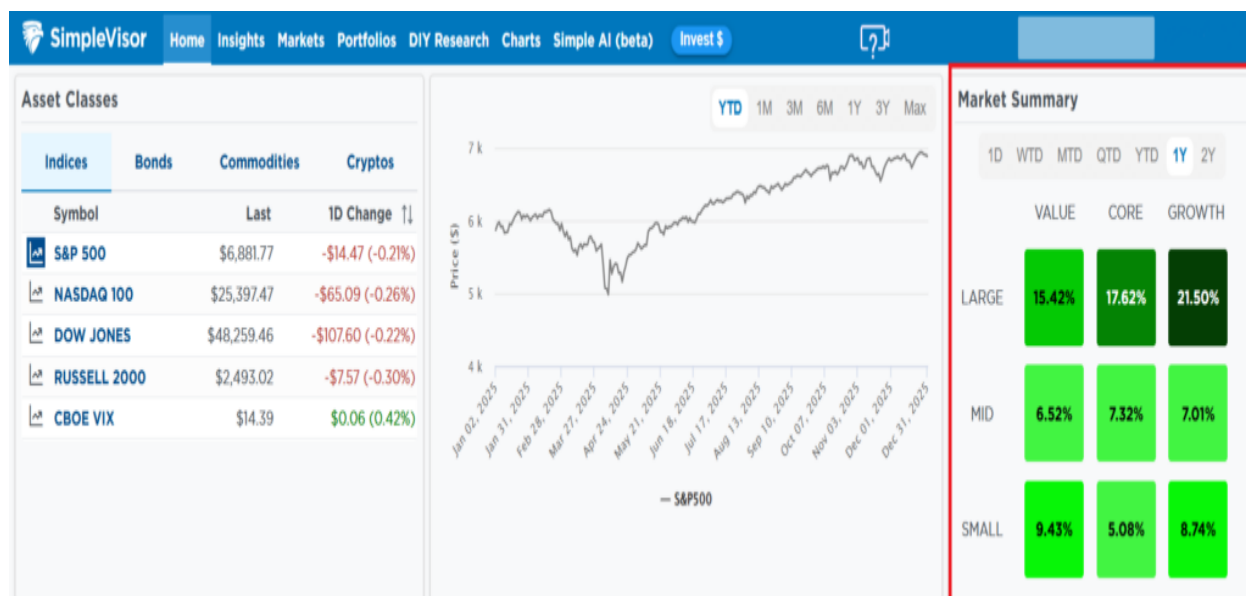 SimpleVisor Home Insights Markets Portfolios DIY Research Charts Simple AI (beta) Invest $ ?
Asset Classes
Indices Bonds Commodities Cryptos
Symbol Last 1D Change ↑↓
S&P 500 $6,881.77 -$14.47 (-0.21%)
NASDAQ 100 $25,397.47 -$65.09 (-0.26%)
DOW JONES $48,259.46 -$107.60 (-0.22%)
RUSSELL 2000 $2,493.02 -$7.57 (-0.30%)
CBOE VIX $14.39 $0.06 (0.42%)
YTD 1M 3M 6M 1Y 3Y Max
Price ($)
7 k
6 k
5 k
4 k
Jan 02, 2025
Jan 31, 2025
Feb 28, 2025
Mar 27, 2025
Apr 24, 2025
May 21, 2025
Jun 18, 2025
Jul 17, 2025
Aug 13, 2025
Sep 10, 2025
Oct 07, 2025
Nov 03, 2025
Dec 01, 2025
Dec 31, 2025
S&P500
Market Summary
1D WTD MTD QTD YTD 1Y 2Y
VALUE CORE GROWTH
LARGE 15.42% 17.62% 21.50%
MID 6.52% 7.32% 7.01%
SMALL 9.43% 5.08% 8.74%